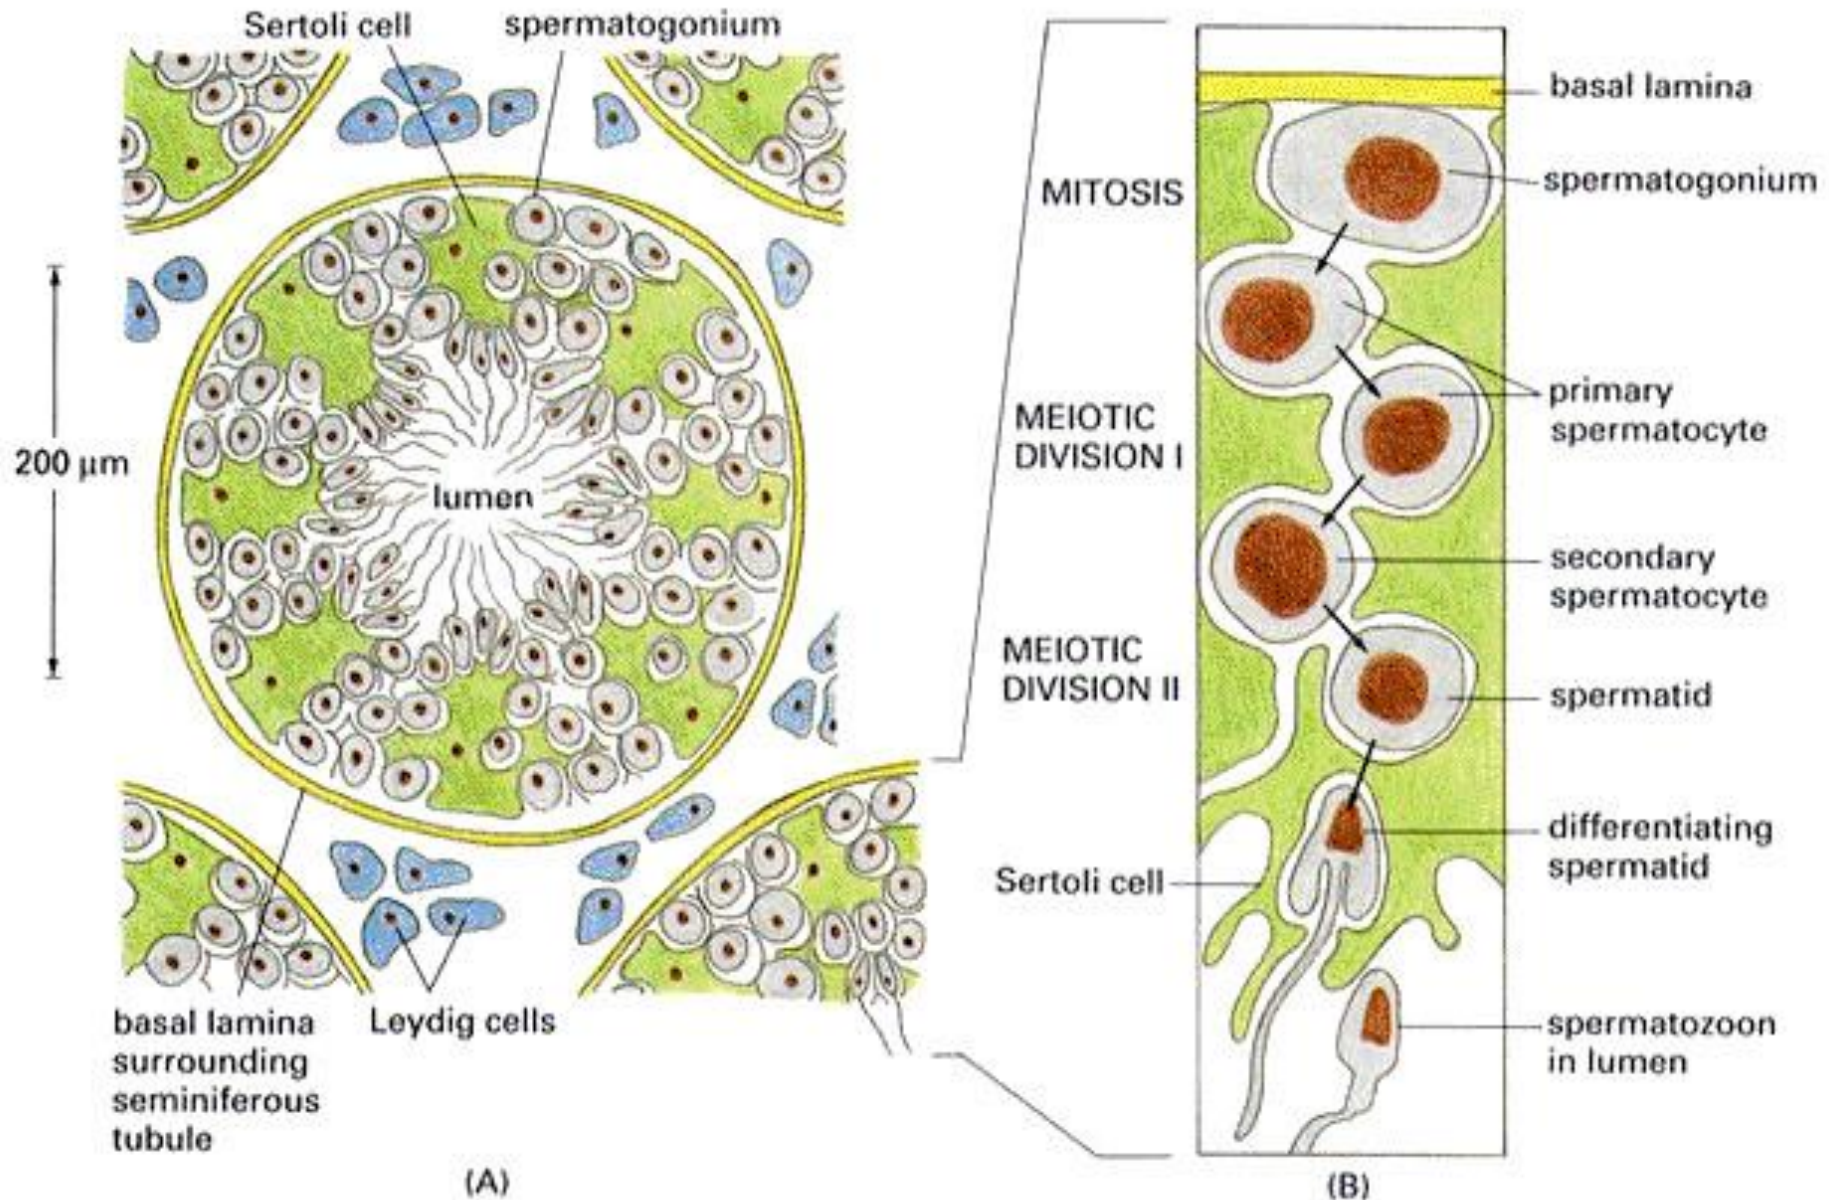 Sertoli cell
spermatogonium
200 μm
lumen
basal lamina
surrounding
seminiferous
tubule
Leydig cells
(A)
MITOSIS
MEIOTIC
DIVISION I
MEIOTIC
DIVISION II
Sertoli cell
basal lamina
spermatogonium
primary
spermatocyte
secondary
spermatocyte
spermatid
differentiating
spermatid
spermatozoon
in lumen
(B)